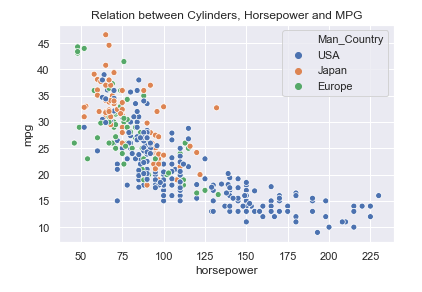 Relation between Cylinders, Horsepower and MPG
Man_Country
USA
Japan
Europe
mpg
45
40
35
30
25
20
15
10
50
75
100
125
150
175
200
225
horsepower